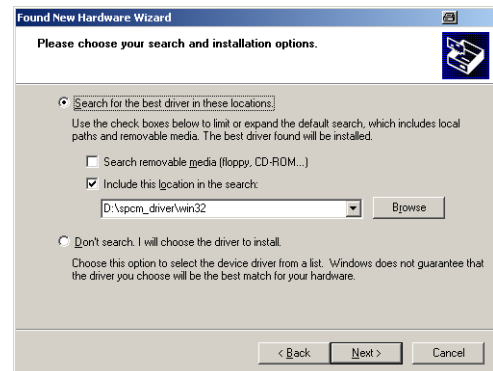 Found New Hardware Wizard
Please choose your search and installation options.
Search for the best driver in these locations.
Use the check boxes below to limit or expand the default search, which includes local
paths and removable media. The best driver found will be installed.
Search removable media (floppy, CD-ROM...)
Include this location in the search:
D:\spcm_driver\win32
Browse
Don't search. I will choose the driver to install.
Choose this option to select the device driver from a list. Windows does not guarantee that
the driver you choose will be the best match for your hardware.
< Back
Next >
Cancel